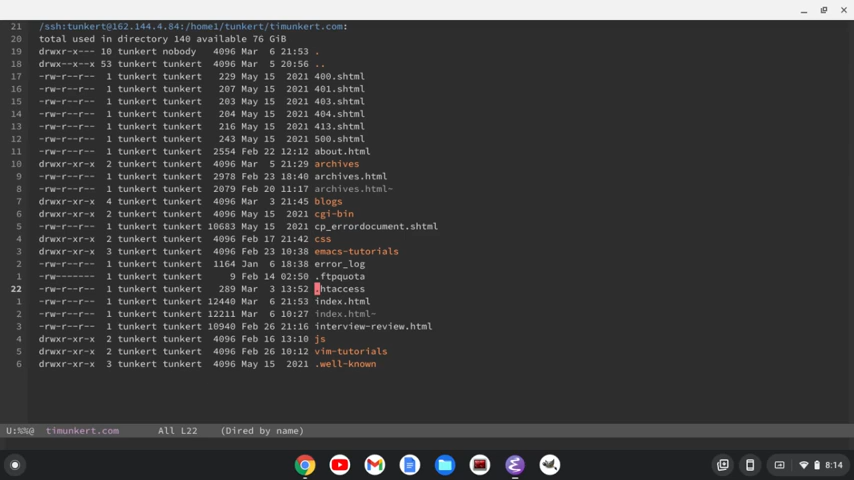 21 /ssh:tunkert@162.144.4.84:/home1/tunkert/timunkert.com:
20 total used in directory 140 available 76 GiB
19 drwxr-x--- 10 tunkert nobody 4096 Mar 6 21:53 .
18 drwx--x--x 53 tunkert tunkert 4096 Mar 5 20:56 ..
17 -rw-r--r-- 1 tunkert tunkert 229 May 15 2021 400.shtml
16 -rw-r--r-- 1 tunkert tunkert 207 May 15 2021 401.shtml
15 -rw-r--r-- 1 tunkert tunkert 203 May 15 2021 403.shtml
14 -rw-r--r-- 1 tunkert tunkert 204 May 15 2021 404.shtml
13 -rw-r--r-- 1 tunkert tunkert 216 May 15 2021 413.shtml
12 -rw-r--r-- 1 tunkert tunkert 243 May 15 2021 500.shtml
11 -rw-r--r-- 1 tunkert tunkert 2554 Feb 22 12:12 about.html
10 drwxr-xr-x 2 tunkert tunkert 4096 Mar 5 21:29 archives
9 -rw-r--r-- 1 tunkert tunkert 2978 Feb 23 18:40 archives.html
8 -rw-r--r-- 1 tunkert tunkert 2079 Feb 20 11:17 archives.html~
7 drwxr-xr-x 4 tunkert tunkert 4096 Mar 3 21:45 blogs
6 drwxr-xr-x 2 tunkert tunkert 4096 May 15 2021 cgi-bin
5 -rw-r--r-- 1 tunkert tunkert 10683 May 15 2021 cp_errordocument.shtml
4 drwxr-xr-x 2 tunkert tunkert 4096 Feb 17 21:42 css
3 drwxr-xr-x 3 tunkert tunkert 4096 Feb 23 10:38 emacs-tutorials
2 -rw-r--r-- 1 tunkert tunkert 1164 Jan 6 18:38 error_log
1 -rw------- 1 tunkert tunkert 9 Feb 14 02:50 .ftpquota
22 -rw-r--r-- 1 tunkert tunkert 289 Mar 3 13:52 .htaccess
1 -rw-r--r-- 1 tunkert tunkert 12440 Mar 6 21:53 index.html
2 -rw-r--r-- 1 tunkert tunkert 12211 Mar 6 10:27 index.html~
3 -rw-r--r-- 1 tunkert tunkert 10940 Feb 26 21:16 interview-review.html
4 drwxr-xr-x 2 tunkert tunkert 4096 Feb 16 13:10 js
5 drwxr-xr-x 2 tunkert tunkert 4096 Feb 26 10:12 vim-tutorials
6 drwxr-xr-x 3 tunkert tunkert 4096 May 15 2021 .well-known
U:%%@ timunkert.com All L22 (Dired by name)
8:14